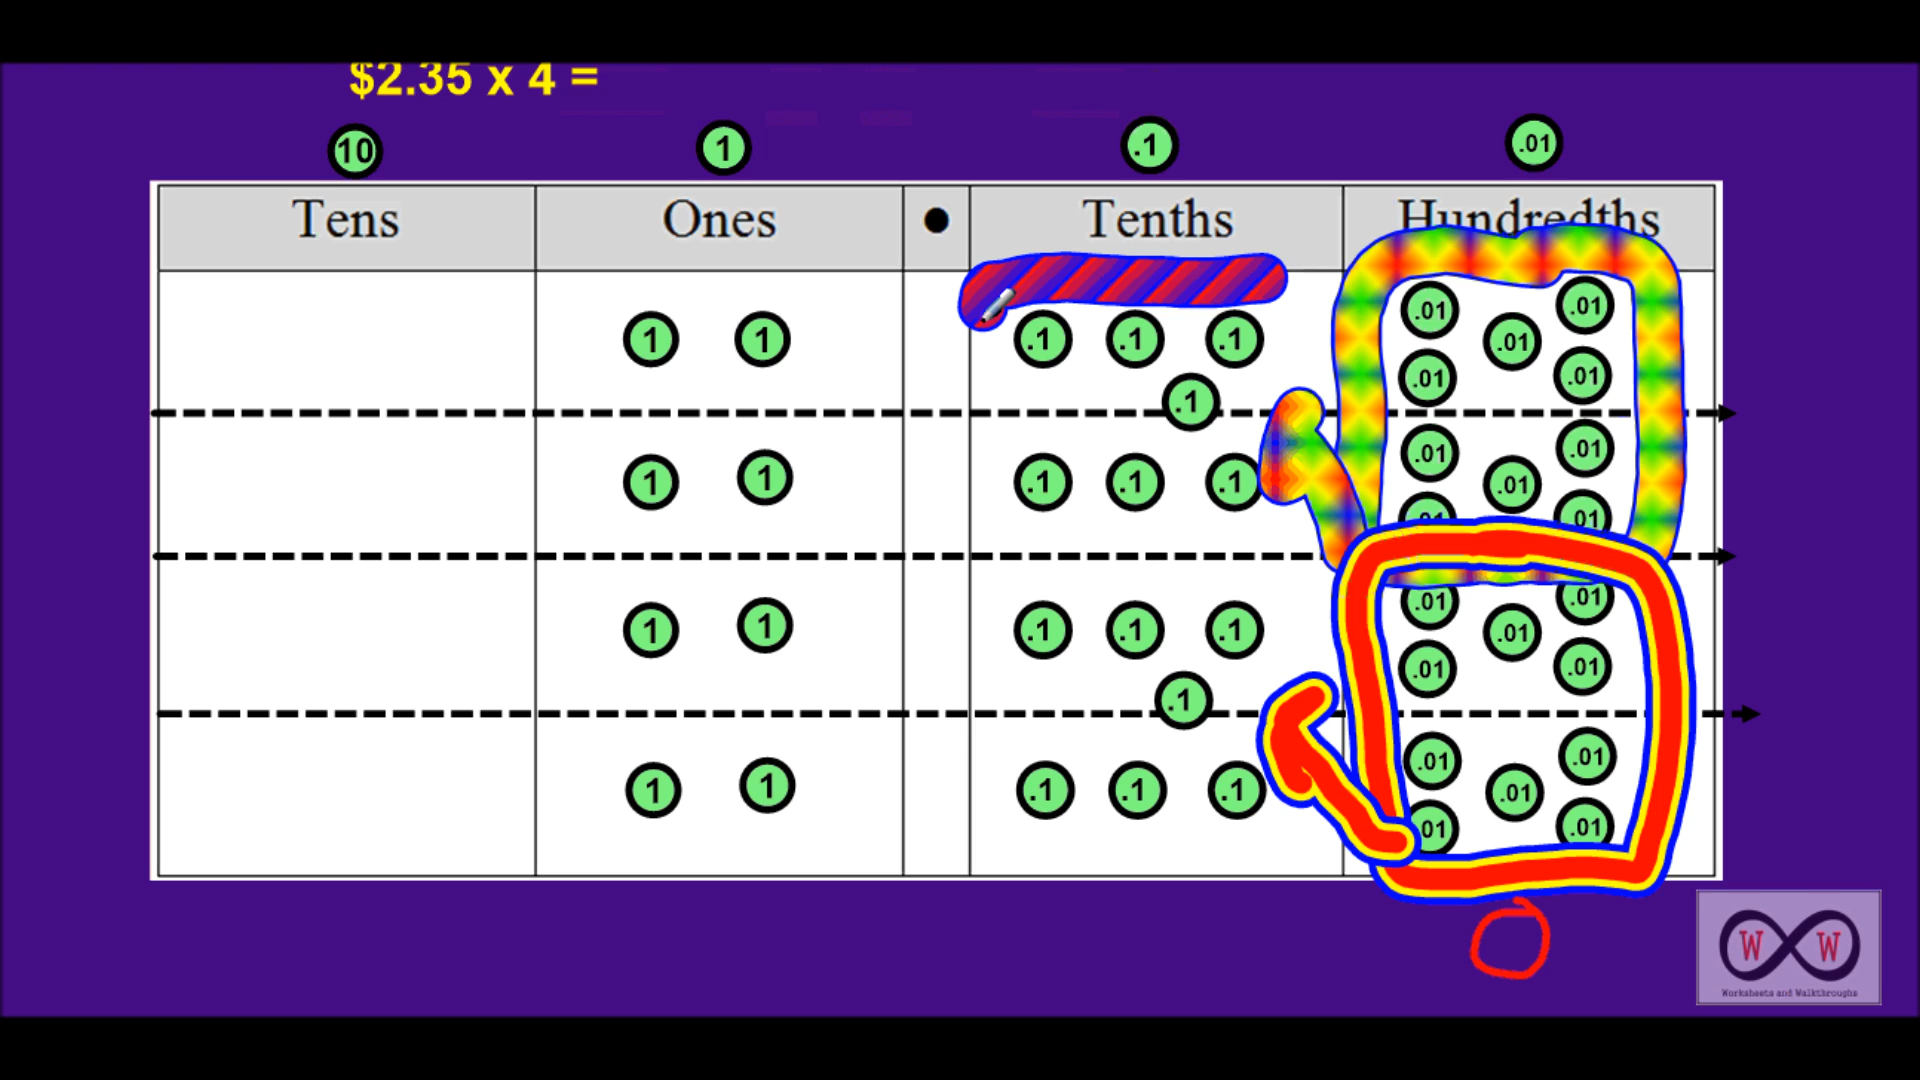 $2.35 x 4 =
10 1 .1 .01
Tens Ones • Tenths Hundredths
.01 .01
1 1 .1 .1 .1 .01
.01 .01
.1
.01 .01
1 1 .1 .1 .1 .01
.01 .01
.01 .01
1 1 .1 .1 .1 .01
.01 .01
.1
.01 .01
1 1 .1 .1 .1 .01
.01 .01
0
W W
Worksheets and Walkthroughs